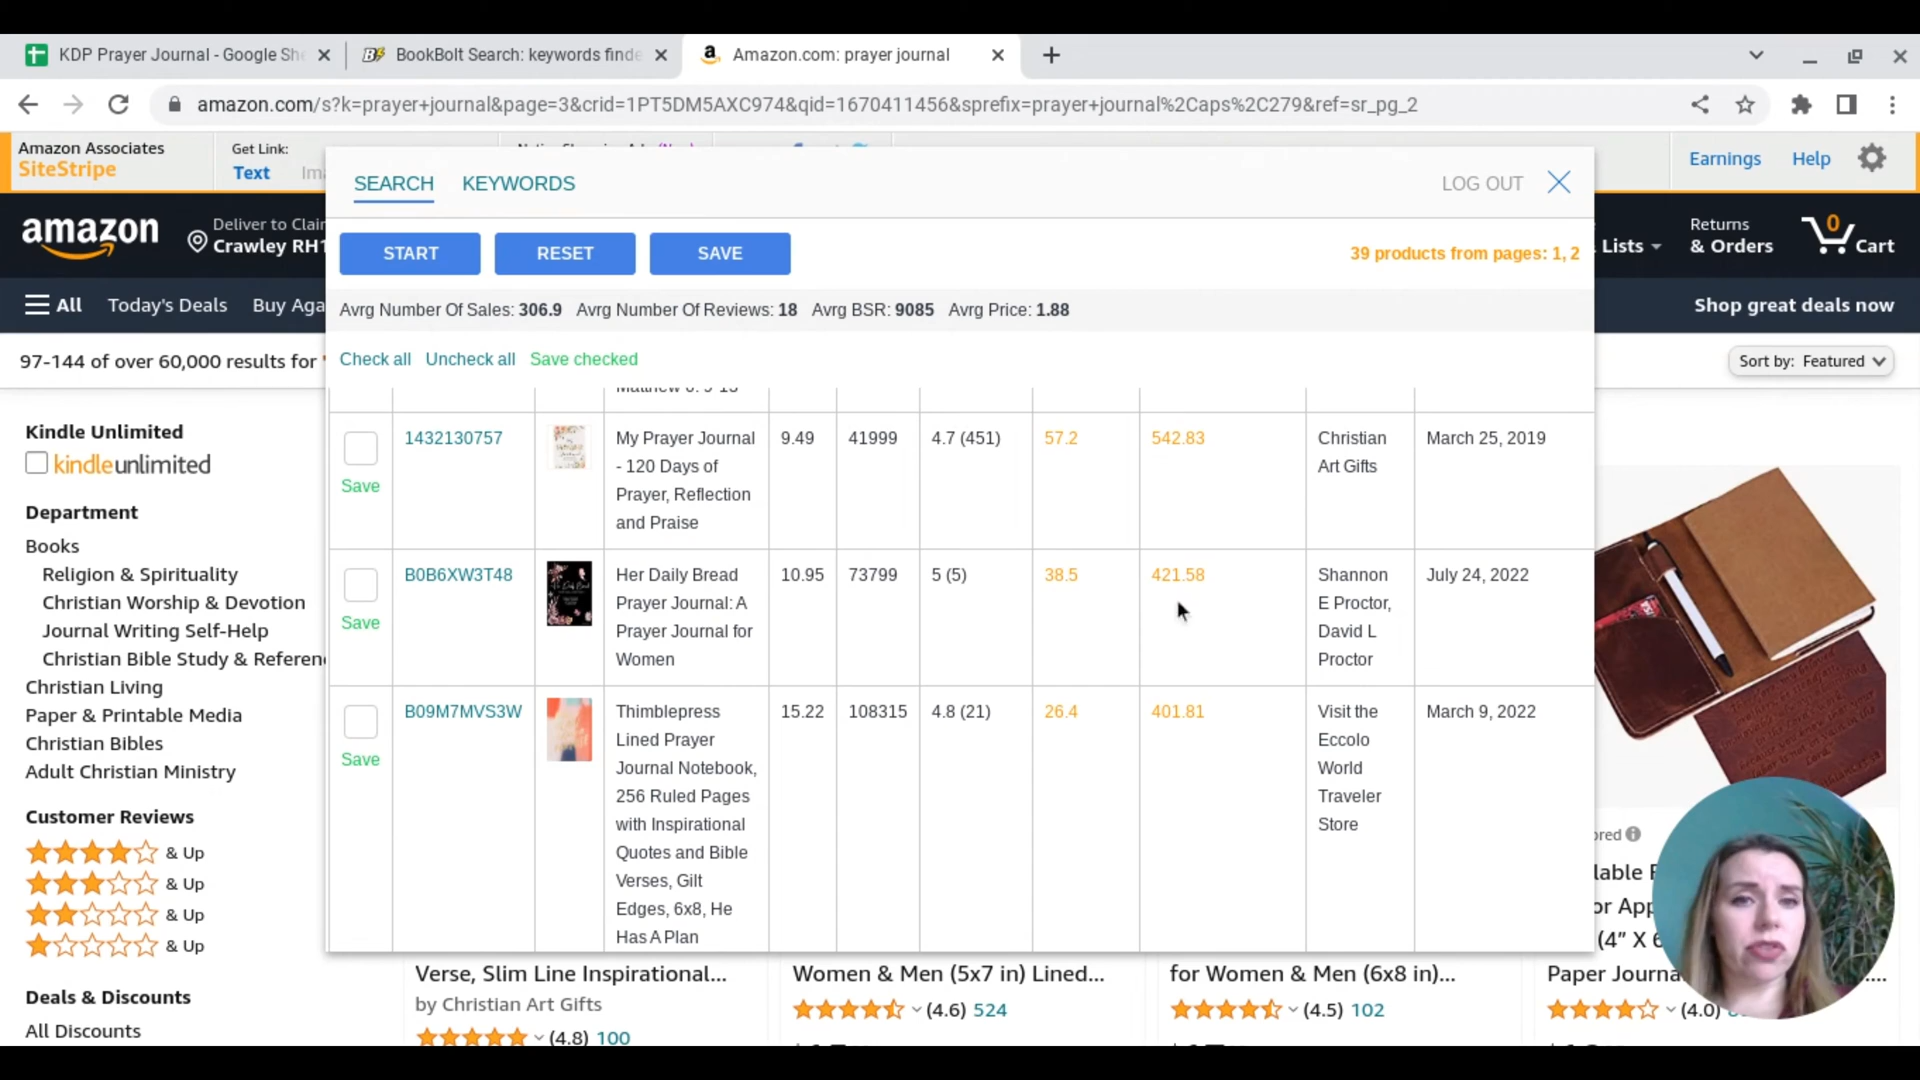 KDP Prayer Journal - Google She
BookBolt Search: keywords finde
Amazon.com: prayer journal
amazon.com/s?k=prayer+journal&page=3&crid=1PT5DM5AXC974&qid=1670411456&sprefix=prayer+journal%2Caps%2C279&ref=sr_pg_2
Amazon Associates
SiteStripe
Get Link:
Text
Earnings
Help
amazon
Deliver to Clair
Crawley RH1
Returns
& Orders
Lists
0
Cart
All
Today's Deals
Buy Aga
Shop great deals now
97-144 of over 60,000 results for
Sort by: Featured
SEARCH
KEYWORDS
LOG OUT
START
RESET
SAVE
39 products from pages: 1, 2
Avrg Number Of Sales: 306.9 Avrg Number Of Reviews: 18 Avrg BSR: 9085 Avrg Price: 1.88
Check all
Uncheck all
Save checked
1432130757
My Prayer Journal
- 120 Days of
Prayer, Reflection
and Praise
9.49
41999
4.7 (451)
57.2
542.83
Christian
Art Gifts
March 25, 2019
Save
B0B6XW3T48
Her Daily Bread
Prayer Journal: A
Prayer Journal for
Women
10.95
73799
5 (5)
38.5
421.58
Shannon
E Proctor,
David L
Proctor
July 24, 2022
Save
B09M7MVS3W
Thimblepress
Lined Prayer
Journal Notebook,
256 Ruled Pages
with Inspirational
Quotes and Bible
Verses, Gilt
Edges, 6x8, He
Has A Plan
15.22
108315
4.8 (21)
26.4
401.81
Visit the
Eccolo
World
Traveler
Store
March 9, 2022
Save
Kindle Unlimited
kindleunlimited
Department
Books
Religion & Spirituality
Christian Worship & Devotion
Journal Writing Self-Help
Christian Bible Study & Referen
Christian Living
Paper & Printable Media
Christian Bibles
Adult Christian Ministry
Customer Reviews
& Up
& Up
& Up
& Up
Deals & Discounts
All Discounts
Verse, Slim Line Inspirational...
by Christian Art Gifts
(4.8) 100
Women & Men (5x7 in) Lined...
(4.6) 524
for Women & Men (6x8 in)...
(4.5) 102
Paper Journa
(4.0)